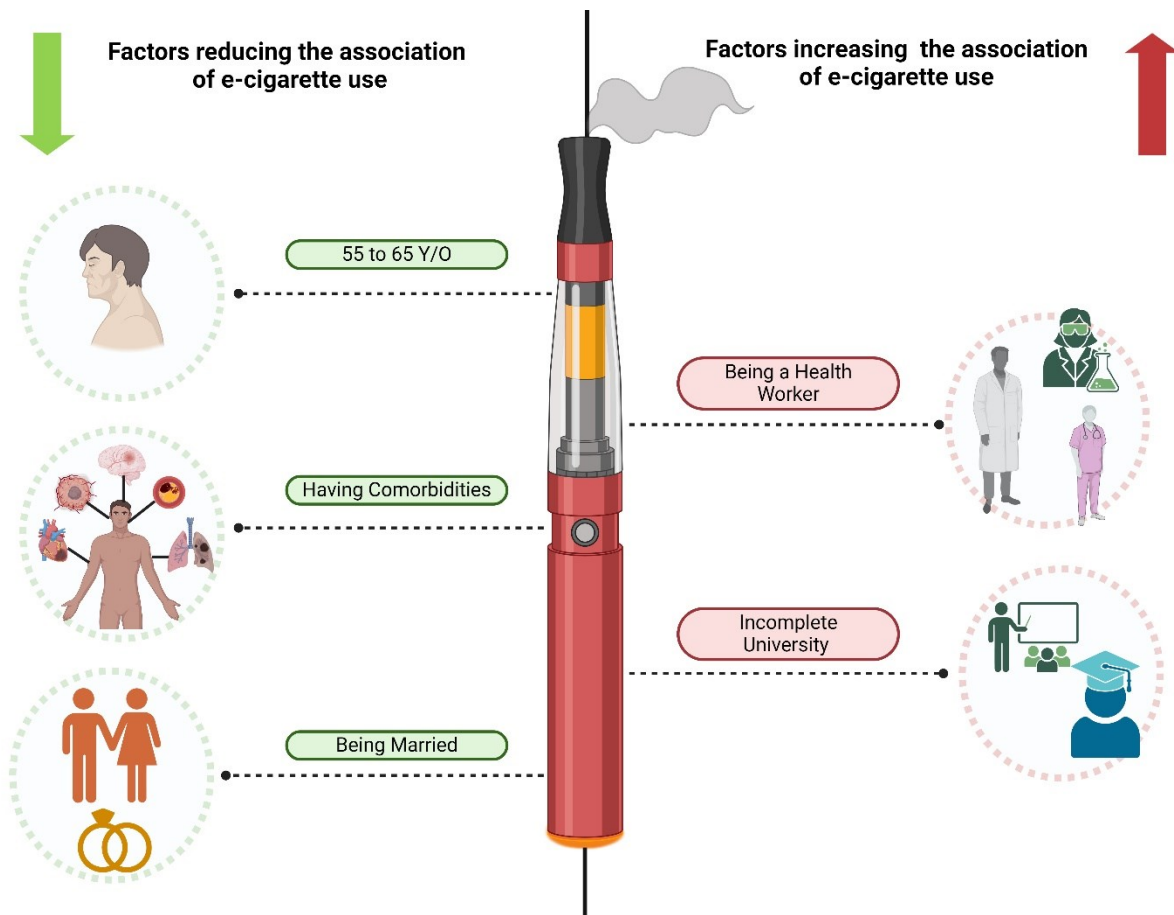 Factors reducing the association
of e-cigarette use
55 to 65 Y/O
Having Comorbidities
Being Married
Factors increasing the association
of e-cigarette use
Being a Health
Worker
Incomplete
University